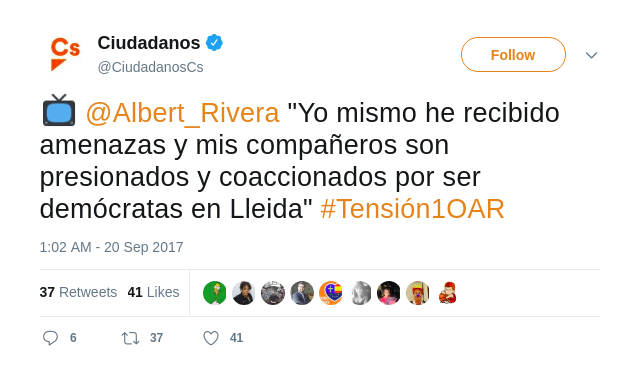 Cs
Ciudadanos
@CiudadanosCs
Follow
@Albert_Rivera "Yo mismo he recibido
amenazas y mis compañeros son
presionados y coaccionados por ser
demócratas en Lleida" #Tensión1OAR
1:02 AM - 20 Sep 2017
37 Retweets 41 Likes
6 37 41